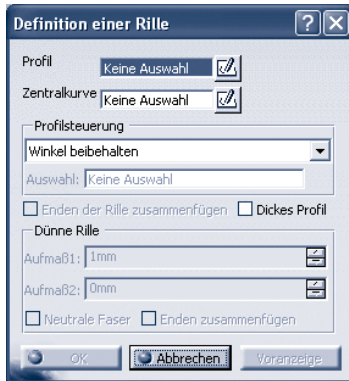 Definition einer Rille
Profil Keine Auswahl
Zentralkurve Keine Auswahl
Profilsteuerung
Winkel beibehalten
Auswahl: Keine Auswahl
Enden der Rille zusammenfügen Dickes Profil
Dünne Rille
Aufmaß1: 1mm
Aufmaß2: 0mm
Neutrale Faser Enden zusammenfügen
OK Abbrechen Voranzeige